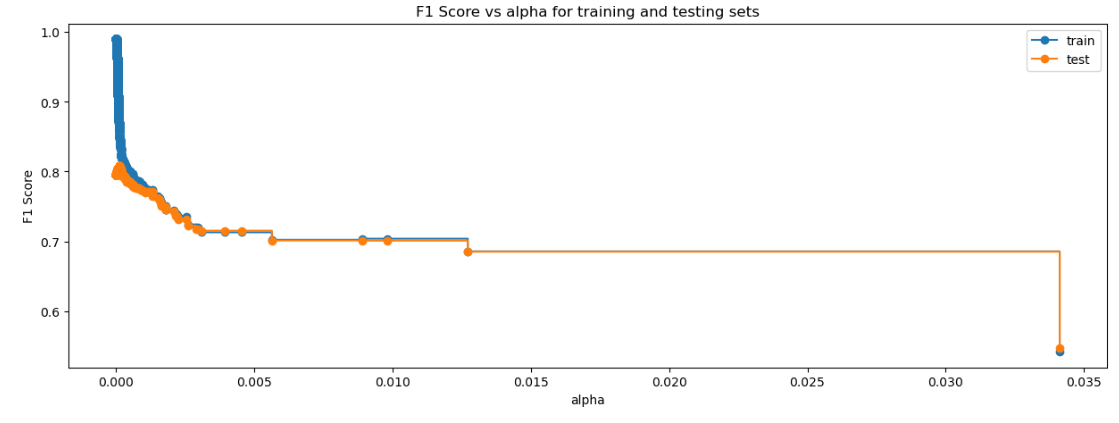 F1 Score vs alpha for training and testing sets
train
test
F1 Score
1.0
0.9
0.8
0.7
0.6
0.000 0.005 0.010 0.015 0.020 0.025 0.030 0.035
alpha